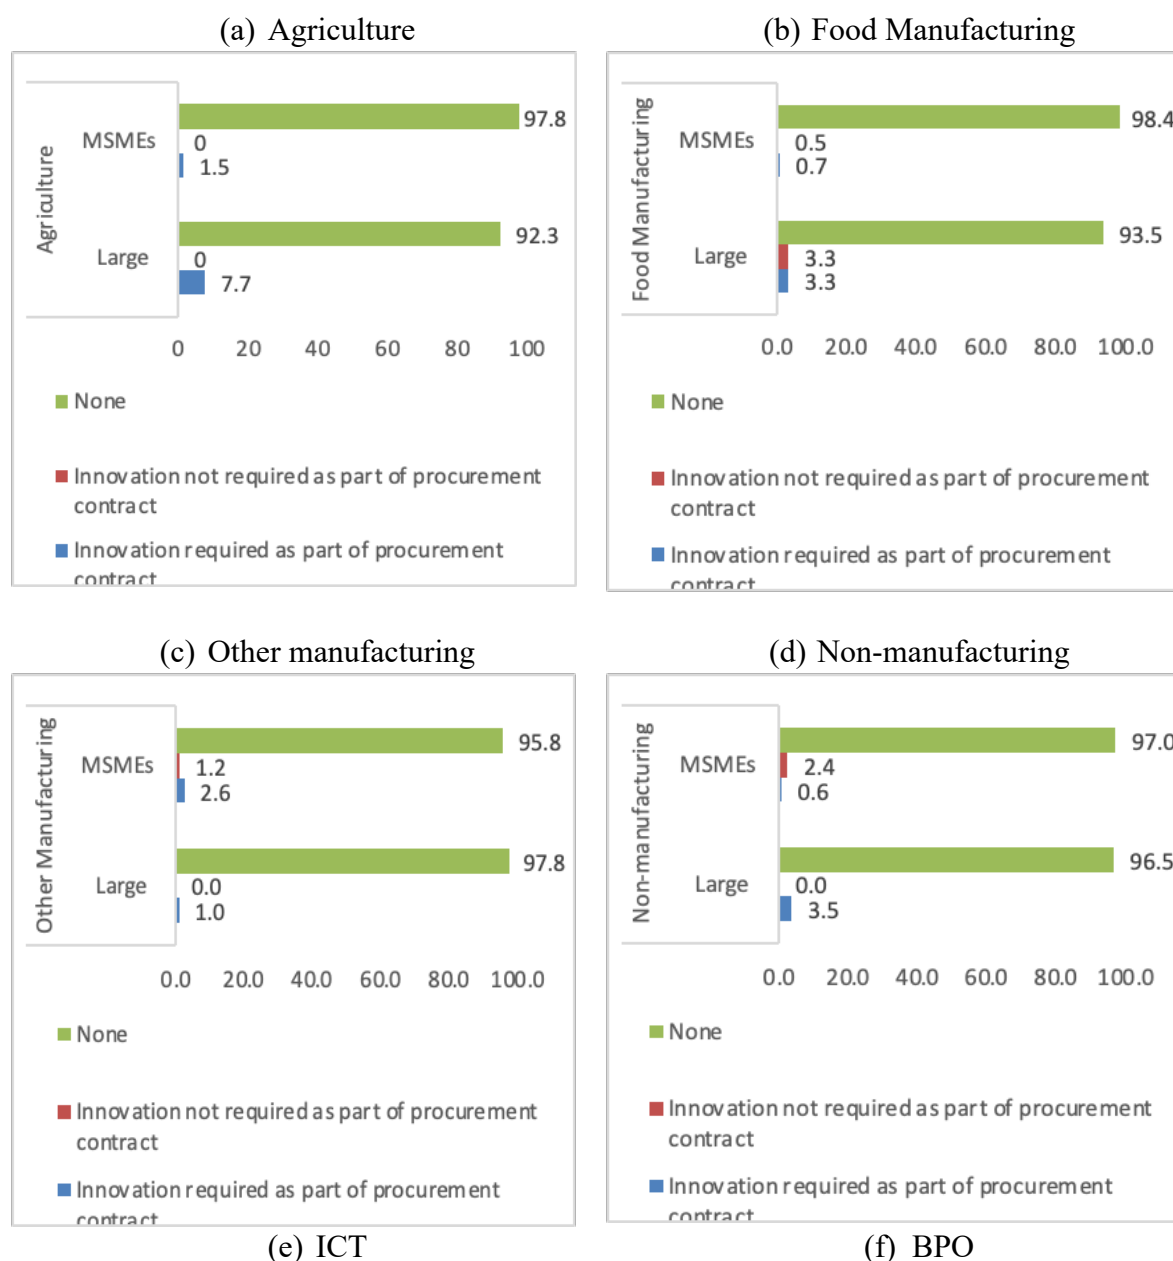 (a) Agriculture
Agriculture
MSMEs
97.8
0
1.5
Large
92.3
0
7.7
0 20 40 60 80 100
None
Innovation not required as part of procurement
contract
Innovation required as part of procurement
contract
(b) Food Manufacturing
Food Manufacturing
MSMEs
98.4
0.5
0.7
Large
93.5
3.3
3.3
0.0 20.0 40.0 60.0 80.0 100.0
None
Innovation not required as part of procurement
contract
Innovation required as part of procurement
contract
(c) Other manufacturing
Other Manufacturing
MSMEs
95.8
1.2
2.6
Large
97.8
0.0
1.0
0.0 20.0 40.0 60.0 80.0 100.0
None
Innovation not required as part of procurement
contract
Innovation required as part of procurement
contract
(d) Non-manufacturing
Non-manufacturing
MSMEs
97.0
2.4
0.6
Large
96.5
0.0
3.5
0.0 20.0 40.0 60.0 80.0 100.0
None
Innovation not required as part of procurement
contract
Innovation required as part of procurement
contract
(e) ICT
(f) BPO